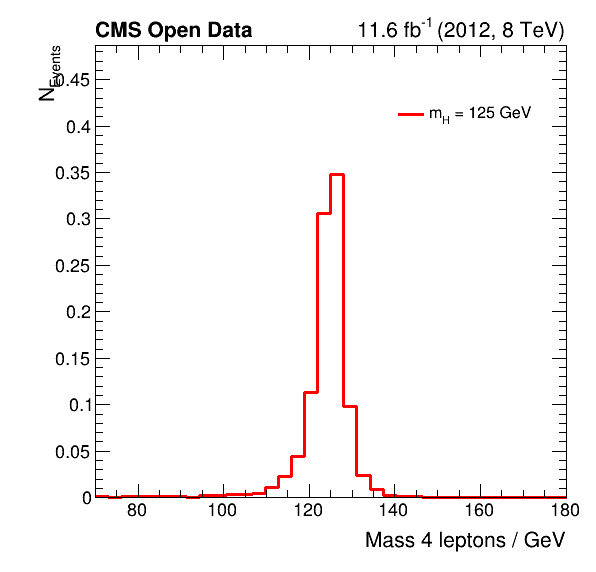 CMS Open Data 11.6 fb-1 (2012, 8 TeV)
NEvents
mH = 125 GeV
0.45
0.4
0.35
0.3
0.25
0.2
0.15
0.1
0.05
0
80 100 120 140 160 180
Mass 4 leptons / GeV